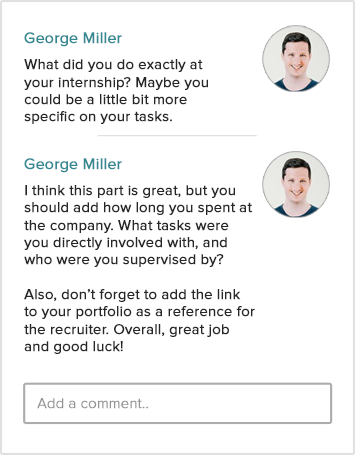 George Miller
What did you do exactly at
your internship? Maybe you
could be a little bit more
specific on your tasks.
George Miller
I think this part is great, but you
should add how long you spent at
the company. What tasks were
you directly involved with, and
who were you supervised by?
Also, don’t forget to add the link
to your portfolio as a reference for
the recruiter. Overall, great job
and good luck!
Add a comment..